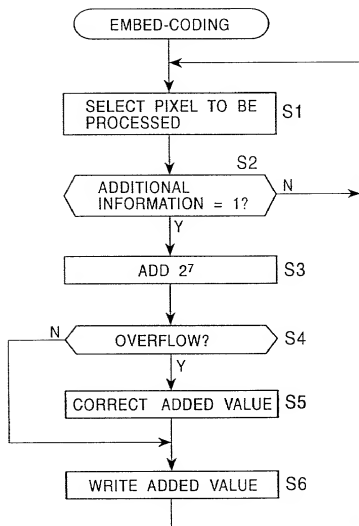 EMBED-CODING
SELECT PIXEL TO BE
PROCESSED
S1
S2
ADDITIONAL
INFORMATION = 1?
N
Y
ADD 2⁷
S3
N
OVERFLOW?
S4
Y
CORRECT ADDED VALUE
S5
WRITE ADDED VALUE
S6